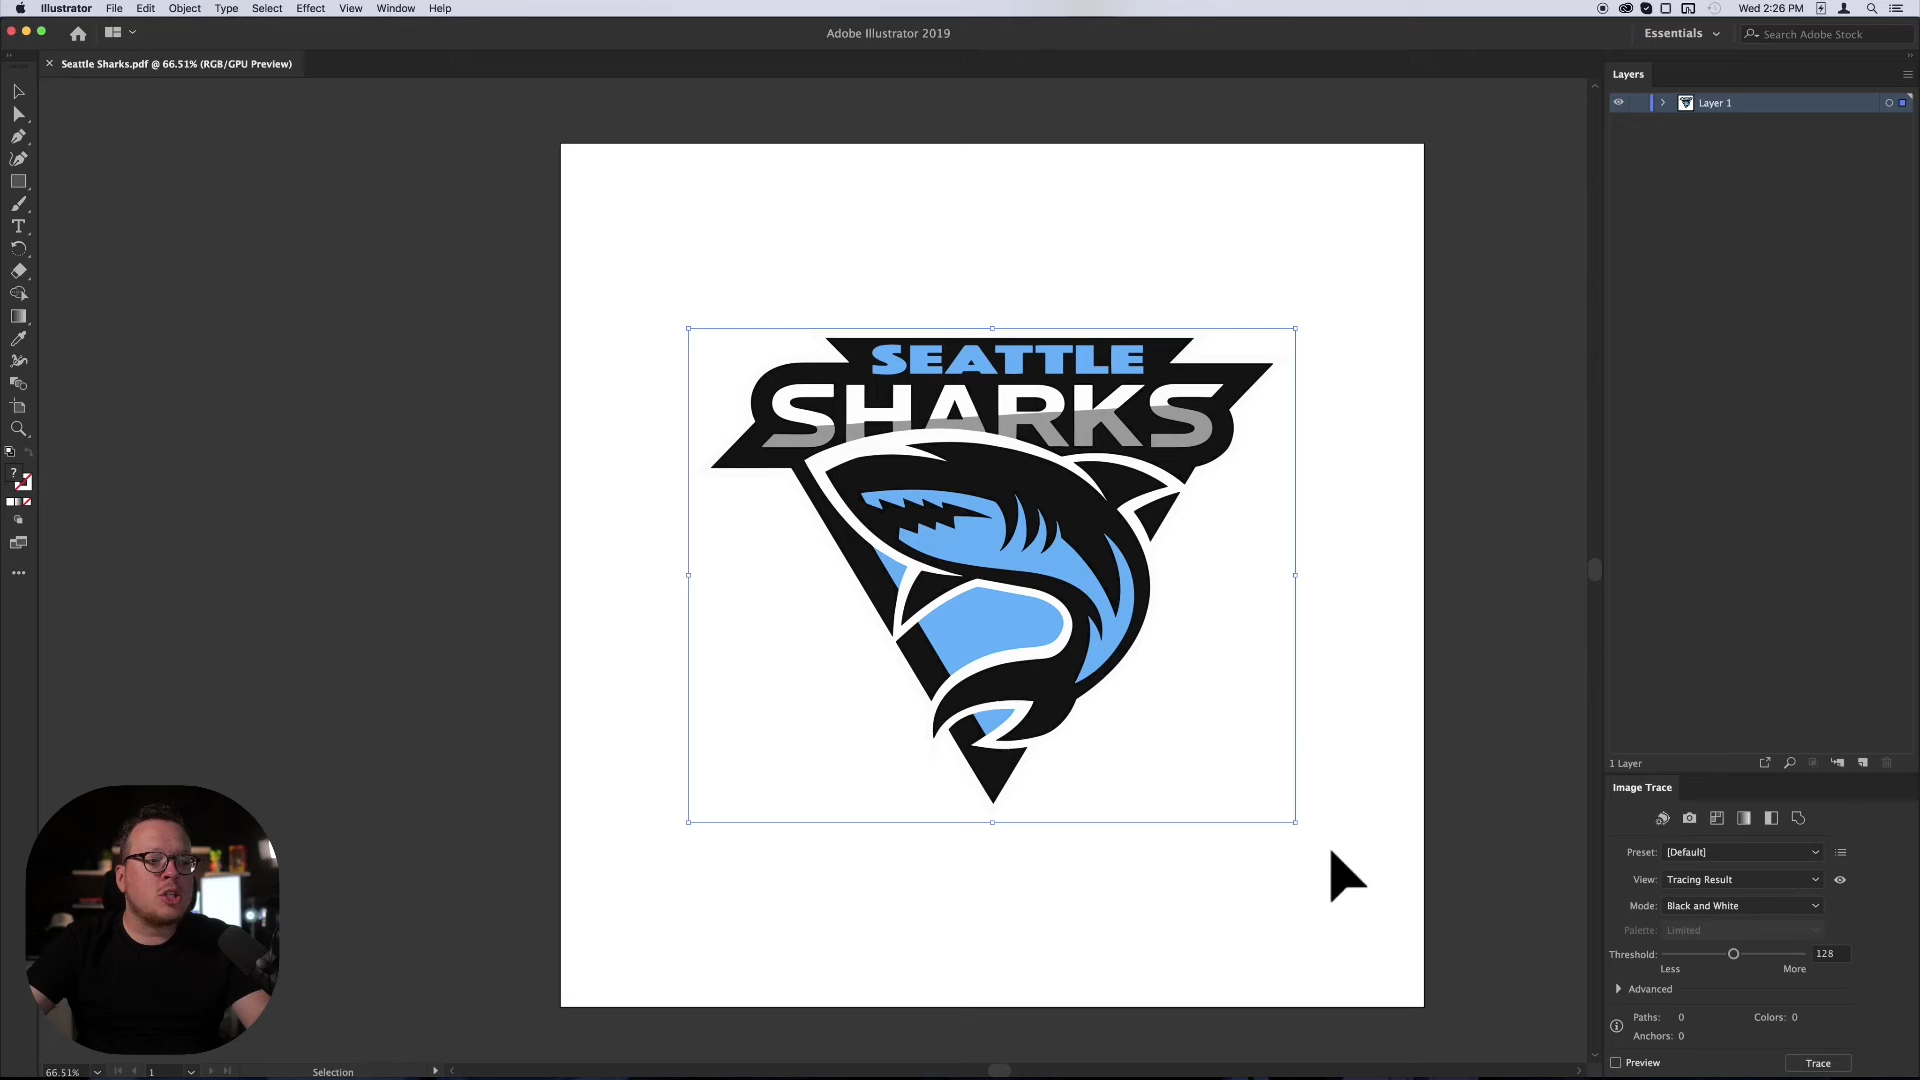 Illustrator File Edit Object Type Select Effect View Window Help
Wed 2:26 PM
Adobe Illustrator 2019
Essentials
Search Adobe Stock
Seattle Sharks.pdf @ 66.51% (RGB/GPU Preview)
Layers
Layer 1
SEATTLE
SHARKS
1 Layer
Image Trace
Preset: [Default]
View: Tracing Result
Mode: Black and White
Palette: Limited
Threshold: 128
Less More
Advanced
Paths: 0 Colors: 0
Anchors: 0
Preview Trace
66.51% 1 Selection